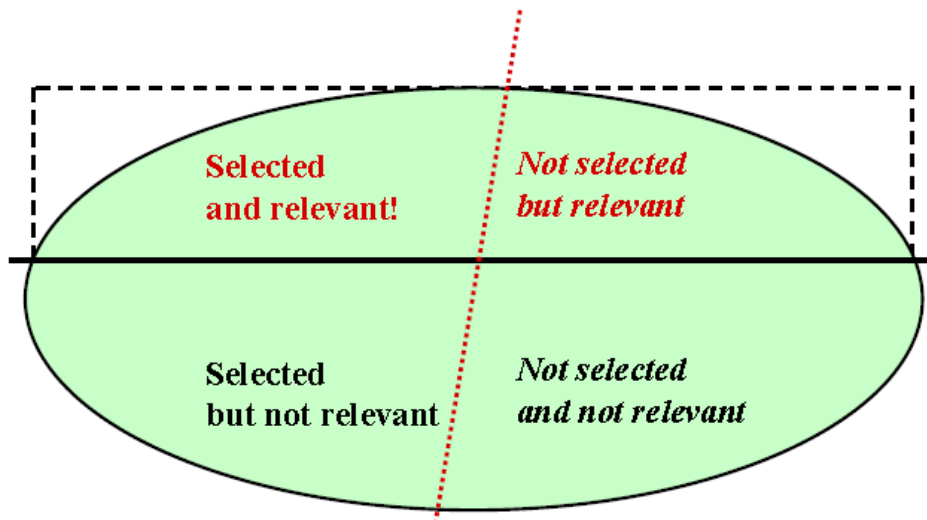 Selected
and relevant!
Not selected
but relevant
Selected
but not relevant
Not selected
and not relevant